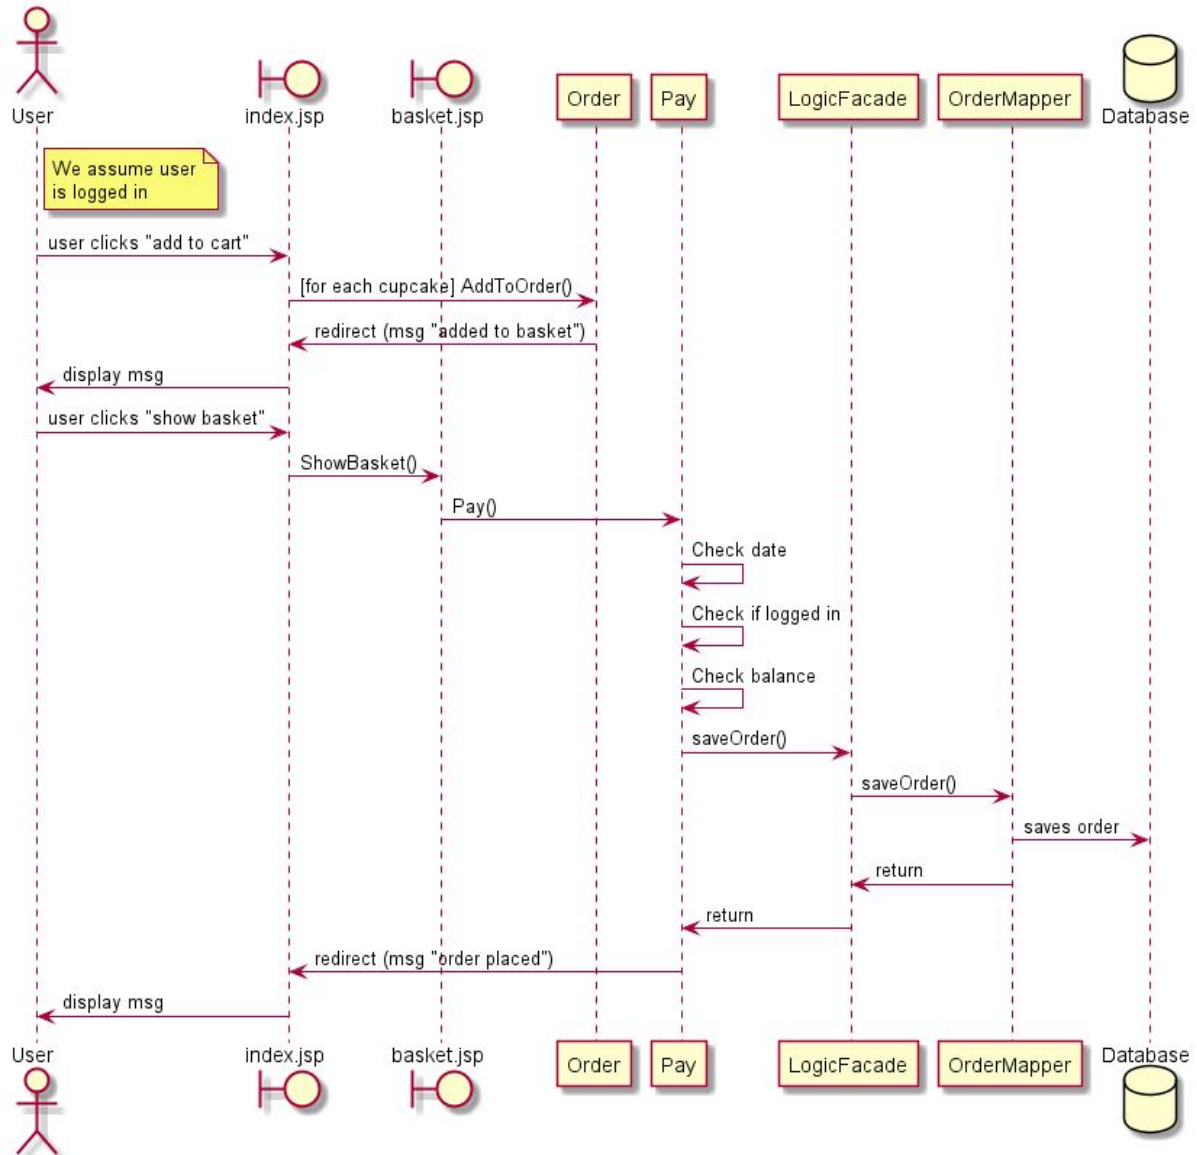 User
index.jsp
basket.jsp
Order
Pay
LogicFacade
OrderMapper
Database
We assume user
is logged in
user clicks "add to cart"
[for each cupcake] AddToOrder()
redirect (msg "added to basket")
display msg
user clicks "show basket"
ShowBasket()
Pay()
Check date
Check if logged in
Check balance
saveOrder()
saveOrder()
saves order
return
return
redirect (msg "order placed")
display msg
User
index.jsp
basket.jsp
Order
Pay
LogicFacade
OrderMapper
Database